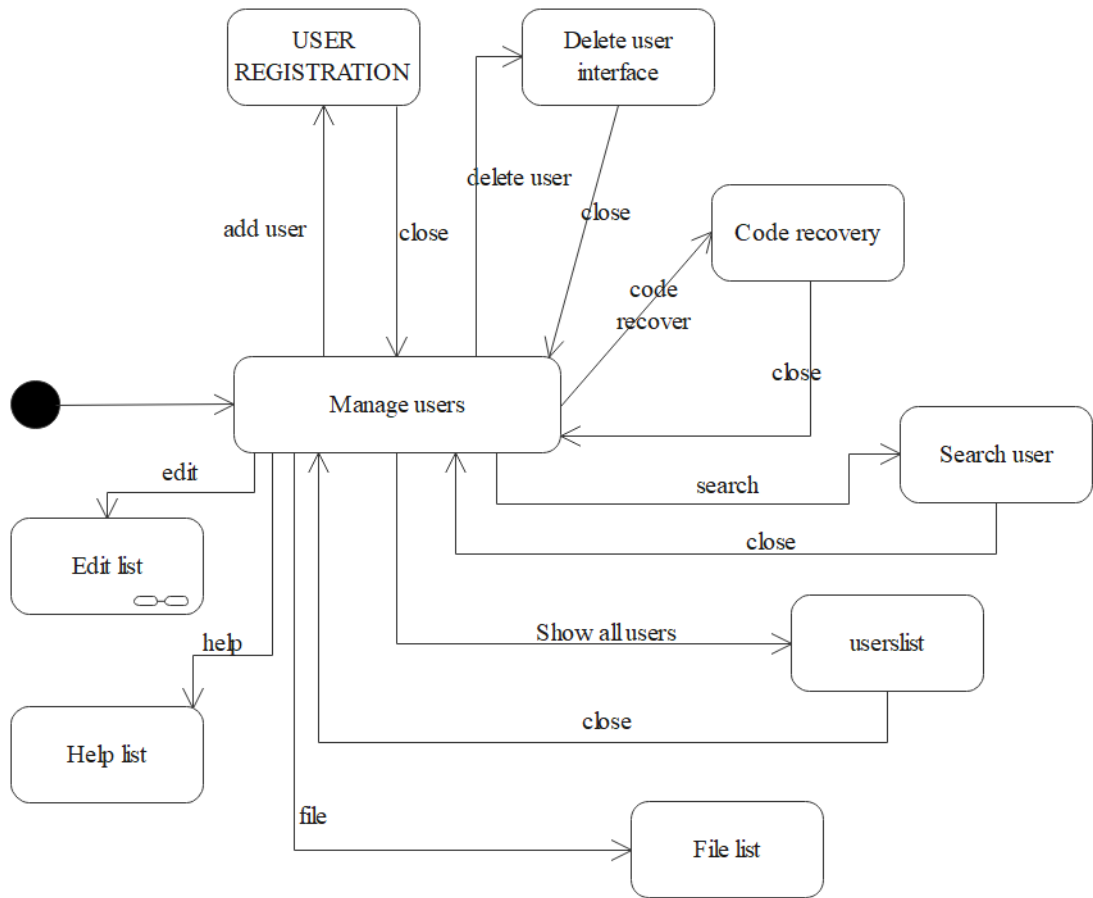 USER
REGISTRATION
Delete user
interface
delete user
close
Code recovery
add user
close
code
recover
close
Manage users
Search user
edit
search
close
Edit list
Show all users
userslist
help
close
Help list
file
File list